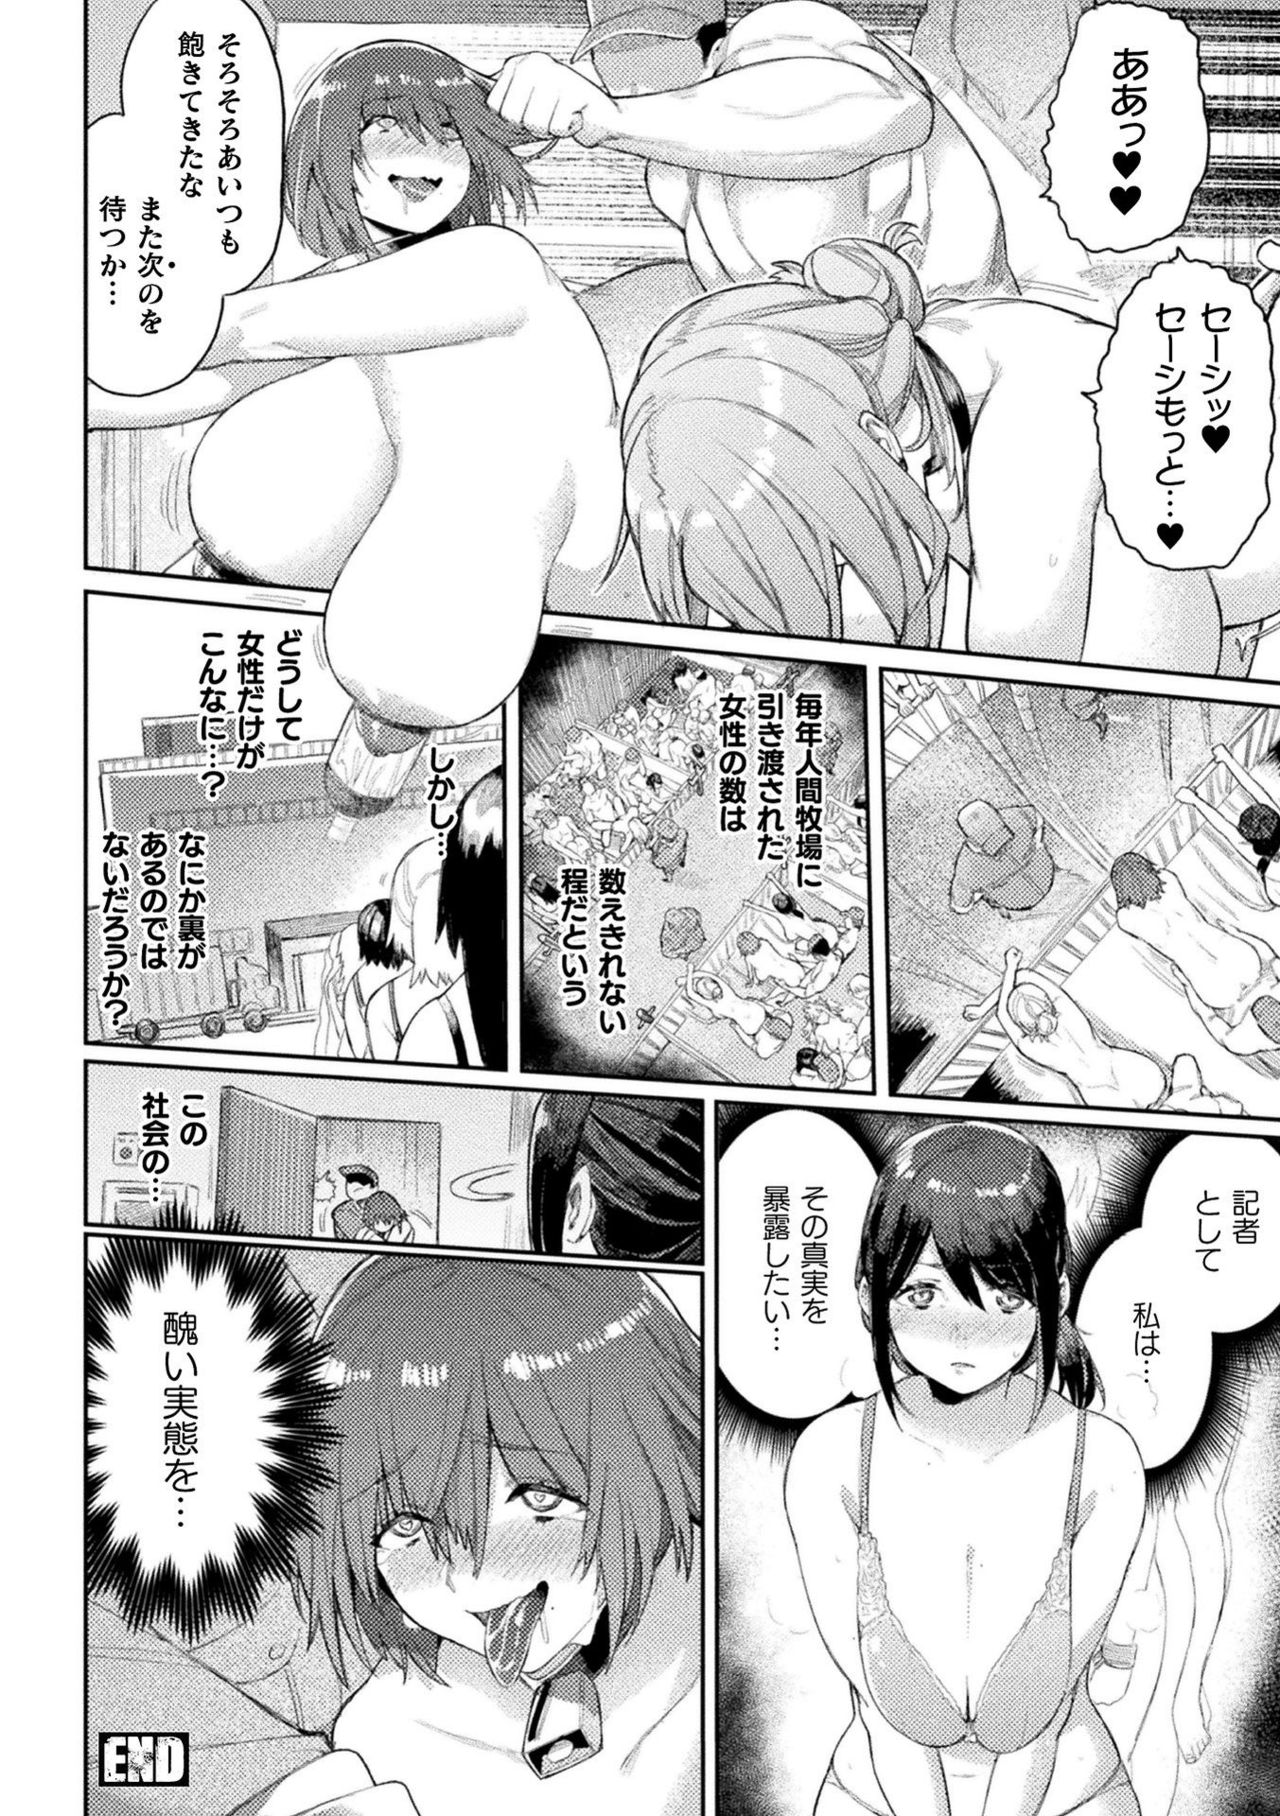 ああっ♥♥
セーシッ♥
セーシもっと…♥
そろそろあいつも
飽きてきたな
また次のを
待つか…
毎年人間牧場に
引き渡された
女性の数は
数えきれない
程だという
しかし…
どうして
女性だけが
こんなに…?
なにか裏が
あるのでは
ないだろうか?
記者
として
私は…
その真実を
暴露したい…
この
社会の…
醜い実態を…
END